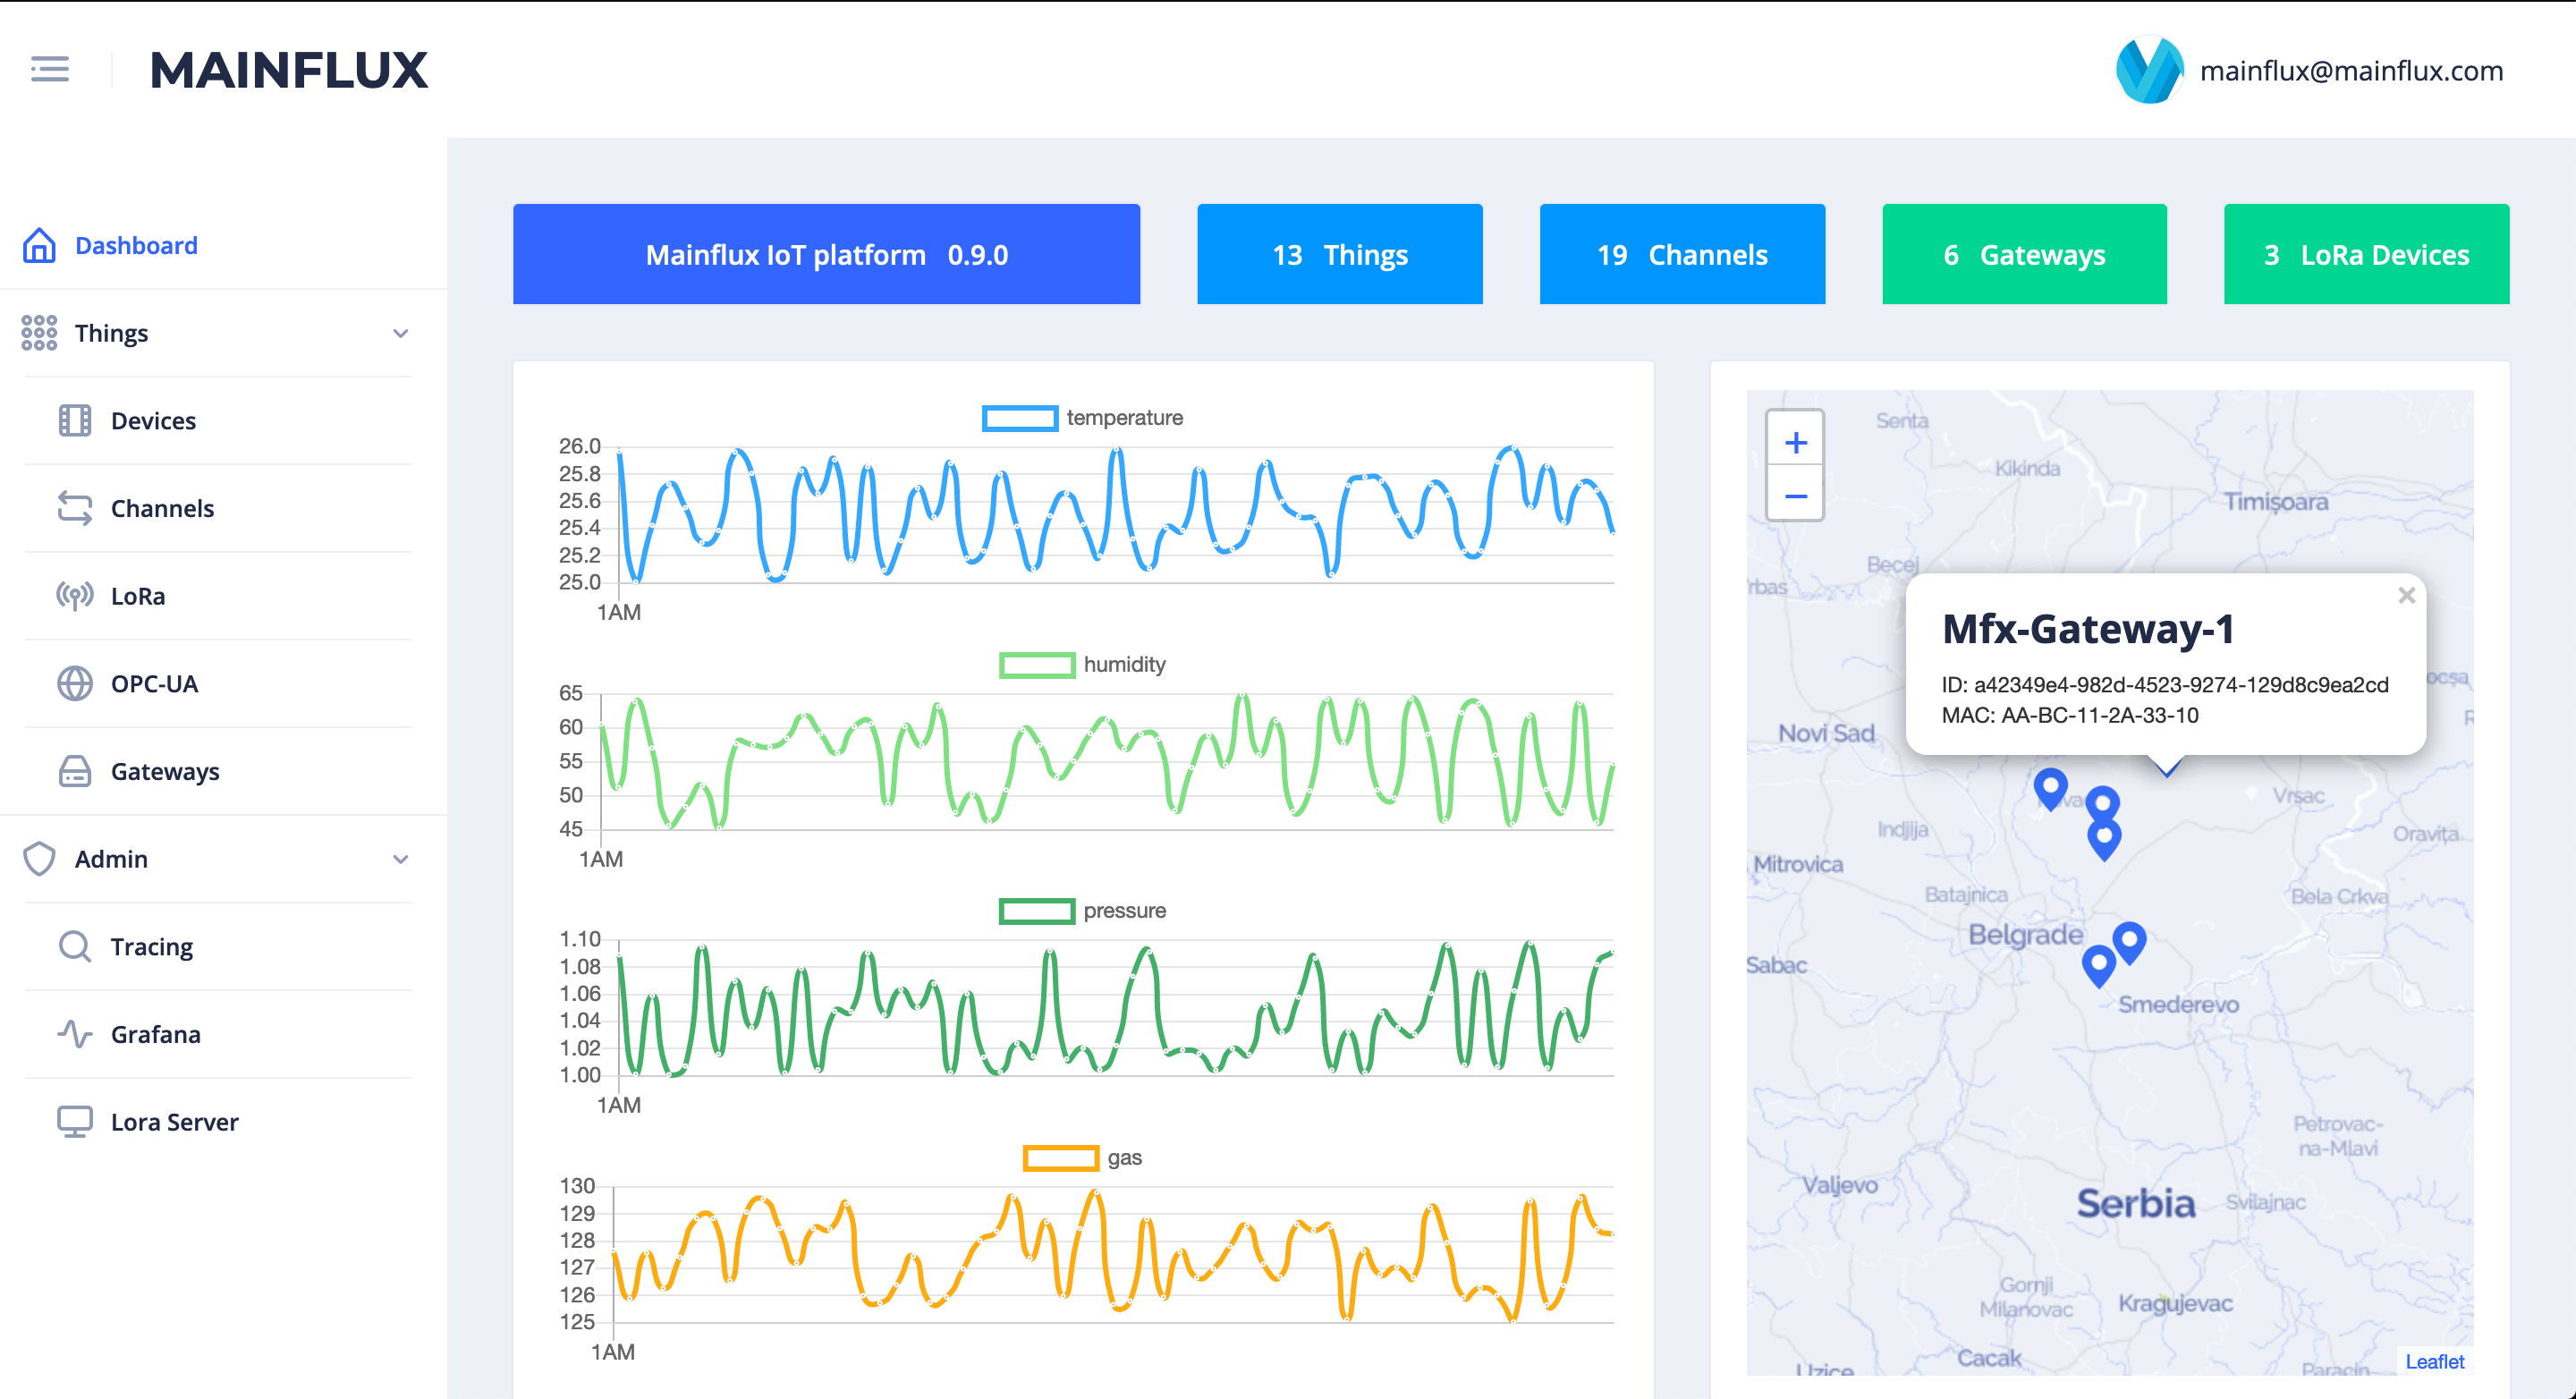 MAINFLUX
mainflux@mainflux.com
Dashboard
Things
Devices
Channels
LoRa
OPC-UA
Gateways
Admin
Tracing
Grafana
Lora Server
Mainflux IoT platform 0.9.0
13 Things
19 Channels
6 Gateways
3 LoRa Devices
temperature
26.0
25.8
25.6
25.4
25.2
25.0
1AM
humidity
65
60
55
50
45
1AM
pressure
1.10
1.08
1.06
1.04
1.02
1.00
1AM
gas
130
129
128
127
126
125
1AM
+
−
Senta
Kikinda
Timișoara
Becej
rbas
Mfx-Gateway-1
×
ID: a42349e4-982d-4523-9274-129d8c9ea2cd
MAC: AA-BC-11-2A-33-10
ocșa
R
Novi Sad
Vrsac
Indjija
Oravița
Mitrovica
Batajnica
Bela Crkva
Belgrade
Sabac
Smederevo
Petrovac-
na-Mlavi
Valjevo
Serbia
Svilajnac
Gornji
Milanovac
Kragujevac
Cacak
Uzice
Paracin
Leaflet